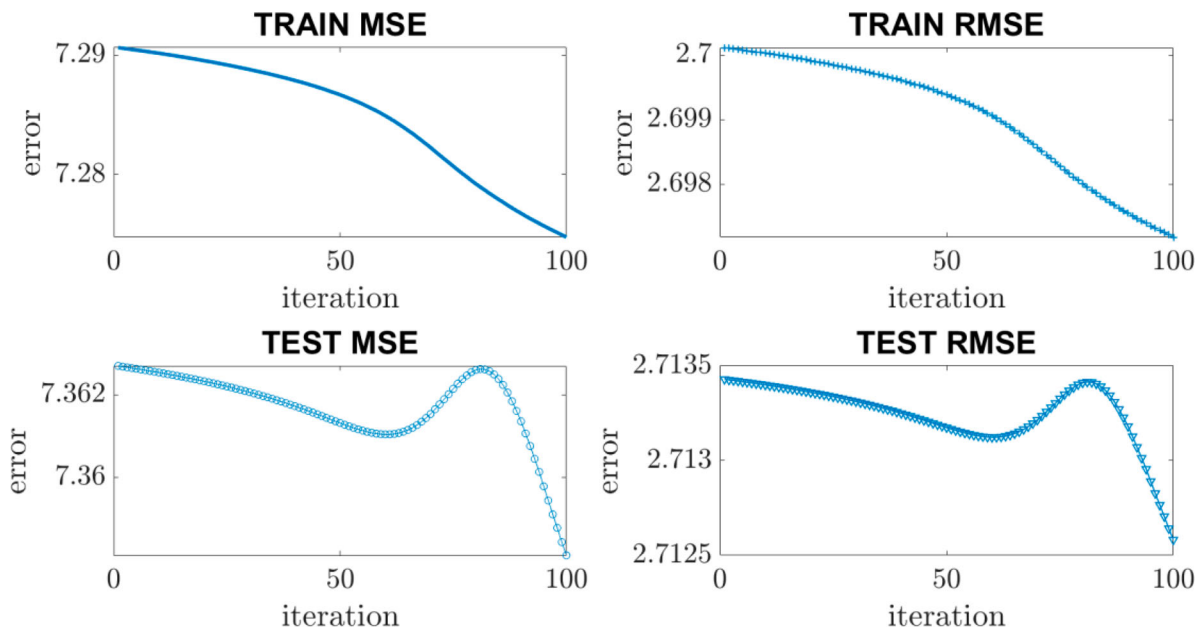 TRAIN MSE
7.29
7.28
error
0
50
100
iteration
TRAIN RMSE
2.7
2.699
2.698
error
0
50
100
iteration
TEST MSE
7.362
7.36
error
0
50
100
iteration
TEST RMSE
2.7135
2.713
2.7125
error
0
50
100
iteration